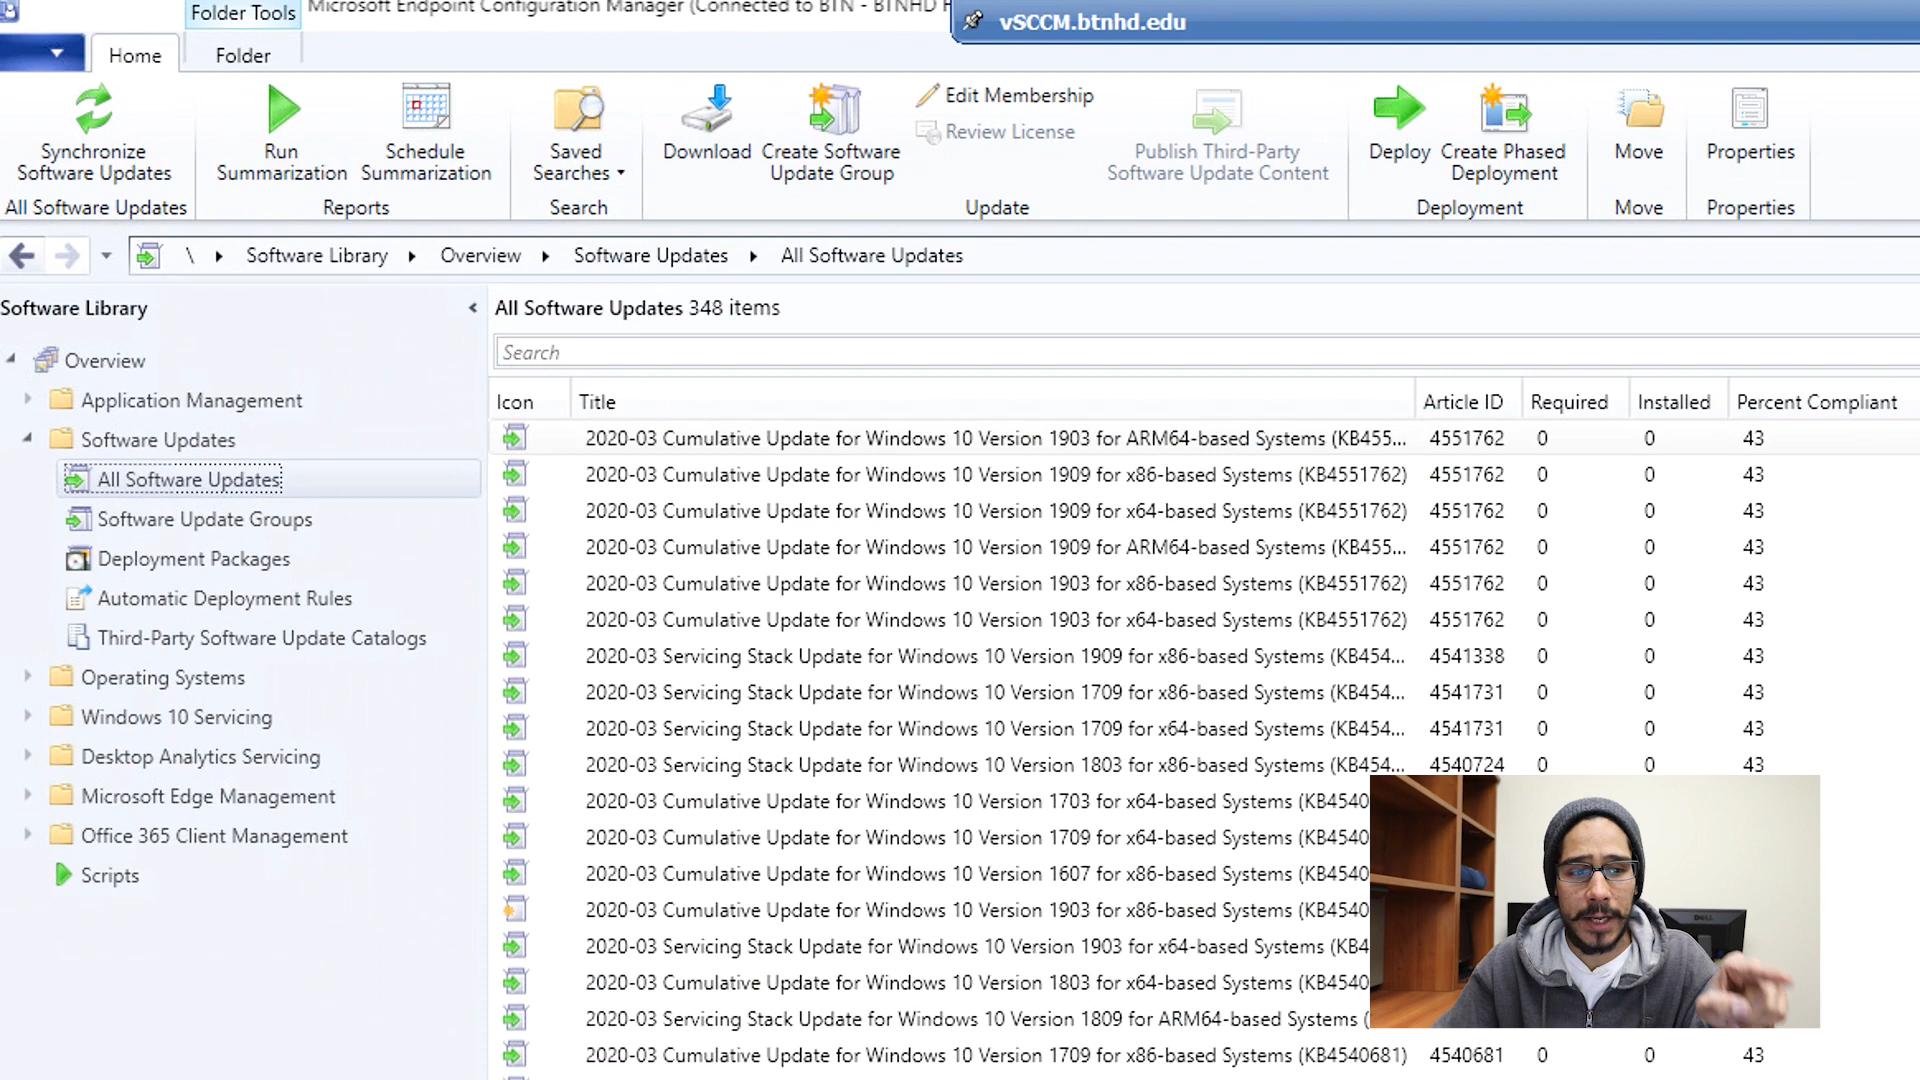 Folder Tools
Microsoft Endpoint Configuration Manager (Connected to BTN - BTNHD
vSCCM.btnhd.edu
Home
Folder
Synchronize
Software Updates
Run
Summarization
Schedule
Summarization
Saved
Searches
Download
Create Software
Update Group
Edit Membership
Review License
Publish Third-Party
Software Update Content
Deploy
Create Phased
Deployment
Move
Properties
All Software Updates
Reports
Search
Update
Deployment
Move
Properties
\ Software Library Overview Software Updates All Software Updates
Software Library
All Software Updates 348 items
Search
Overview
Application Management
Software Updates
All Software Updates
Software Update Groups
Deployment Packages
Automatic Deployment Rules
Third-Party Software Update Catalogs
Operating Systems
Windows 10 Servicing
Desktop Analytics Servicing
Microsoft Edge Management
Office 365 Client Management
Scripts
Icon Title Article ID Required Installed Percent Compliant
2020-03 Cumulative Update for Windows 10 Version 1903 for ARM64-based Systems (KB455... 4551762 0 0 43
2020-03 Cumulative Update for Windows 10 Version 1909 for x86-based Systems (KB4551762) 4551762 0 0 43
2020-03 Cumulative Update for Windows 10 Version 1909 for x64-based Systems (KB4551762) 4551762 0 0 43
2020-03 Cumulative Update for Windows 10 Version 1909 for ARM64-based Systems (KB455... 4551762 0 0 43
2020-03 Cumulative Update for Windows 10 Version 1903 for x86-based Systems (KB4551762) 4551762 0 0 43
2020-03 Cumulative Update for Windows 10 Version 1903 for x64-based Systems (KB4551762) 4551762 0 0 43
2020-03 Servicing Stack Update for Windows 10 Version 1909 for x86-based Systems (KB454... 4541338 0 0 43
2020-03 Servicing Stack Update for Windows 10 Version 1709 for x86-based Systems (KB454... 4541731 0 0 43
2020-03 Servicing Stack Update for Windows 10 Version 1709 for x64-based Systems (KB454... 4541731 0 0 43
2020-03 Servicing Stack Update for Windows 10 Version 1803 for x86-based Systems (KB454... 4540724 0 0 43
2020-03 Cumulative Update for Windows 10 Version 1703 for x64-based Systems (KB4540
2020-03 Cumulative Update for Windows 10 Version 1709 for x64-based Systems (KB4540
2020-03 Cumulative Update for Windows 10 Version 1607 for x86-based Systems (KB4540
2020-03 Cumulative Update for Windows 10 Version 1903 for x86-based Systems (KB4540
2020-03 Servicing Stack Update for Windows 10 Version 1903 for x64-based Systems (KB4
2020-03 Cumulative Update for Windows 10 Version 1803 for x64-based Systems (KB4540
2020-03 Servicing Stack Update for Windows 10 Version 1809 for ARM64-based Systems (
2020-03 Cumulative Update for Windows 10 Version 1709 for x86-based Systems (KB4540681) 4540681 0 0 43
DELL